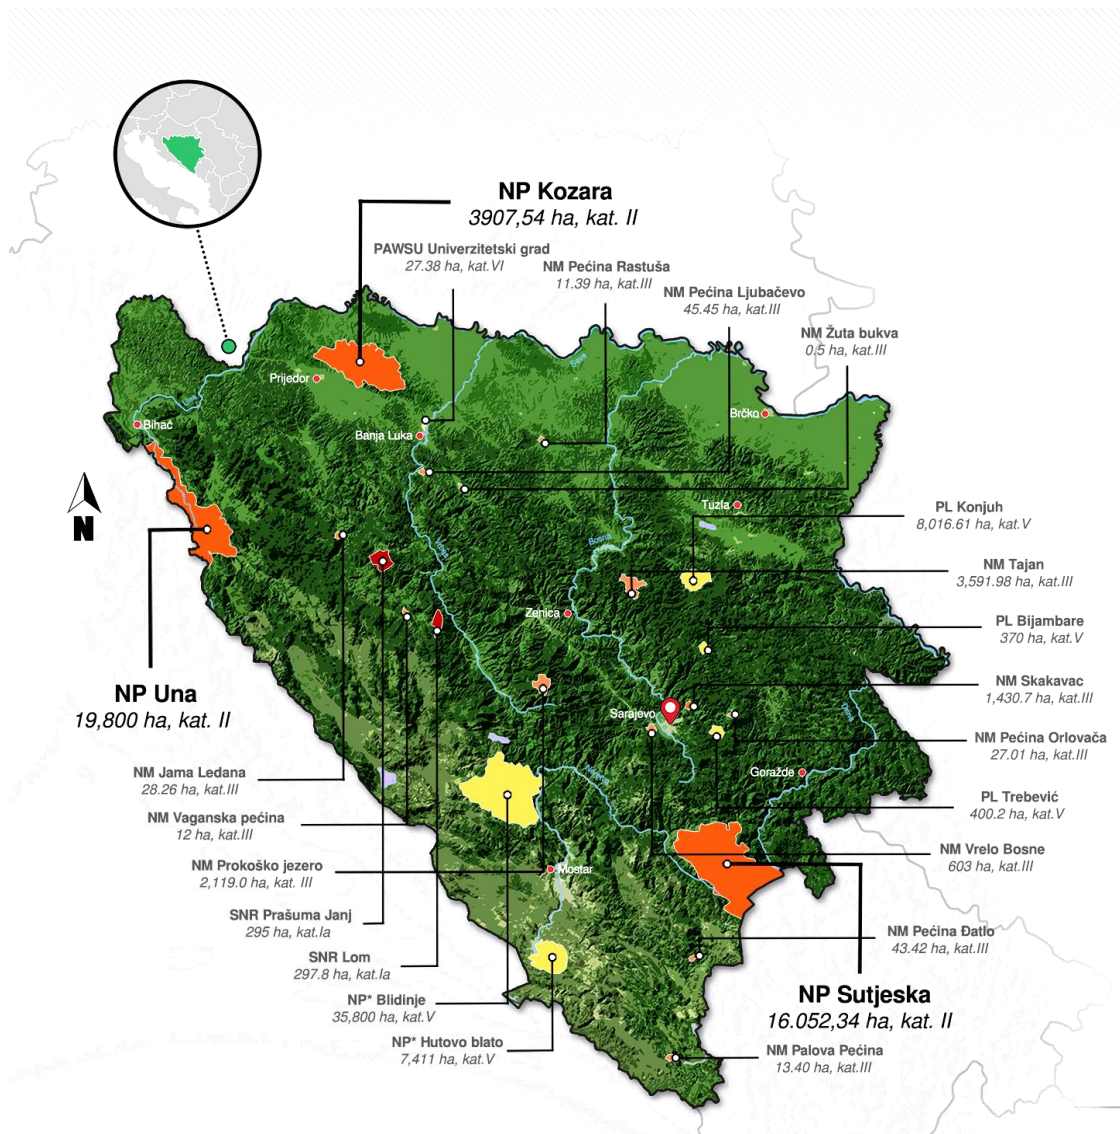 NP Kozara
3907,54 ha, kat. II
PAWSU Univerzitetski grad
27.38 ha, kat.VI
NM Pećina Rastuša
11.39 ha, kat.III
NM Pećina Ljubačevo
45.45 ha, kat.III
NM Žuta bukva
0.5 ha, kat.III
Sava
Prijedor
Una
Bihać
Brčko
Banja Luka
N
Tuzla
PL Konjuh
8,016.61 ha, kat.V
Vrbas
Bosna
NM Tajan
3,591.98 ha, kat.III
Zenica
PL Bijambare
370 ha, kat.V
NP Una
19,800 ha, kat. II
NM Skakavac
1,430.7 ha, kat.III
Sarajevo
Drina
NM Pećina Orlovača
27.01 ha, kat.III
NM Jama Ledana
28.26 ha, kat.III
Neretva
Goražde
PL Trebević
400.2 ha, kat.V
NM Vaganska pećina
12 ha, kat.III
NM Vrelo Bosne
603 ha, kat.III
NM Prokoško jezero
2,119.0 ha, kat. III
Mostar
SNR Prašuma Janj
295 ha, kat.Ia
NM Pećina Đatlo
43.42 ha, kat.III
SNR Lom
297.8 ha, kat.Ia
NP Sutjeska
16.052,34 ha, kat. II
NP* Blidinje
35,800 ha, kat.V
NP* Hutovo blato
7,411 ha, kat.V
NM Palova Pećina
13.40 ha, kat.III